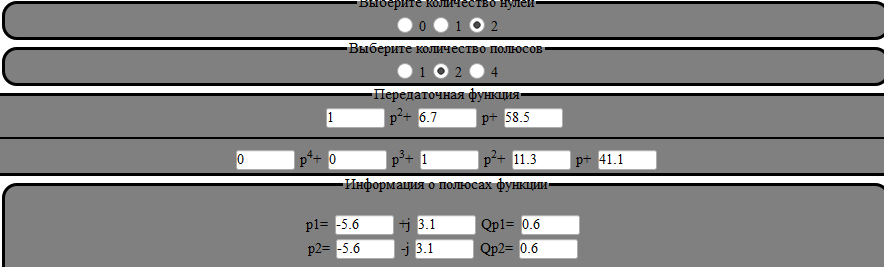 Выберите количество нулей
0 1 2
Выберите количество полюсов
1 2 4
Передаточная функция
1 p²+ 6.7 p+ 58.5
0 p⁴+ 0 p³+ 1 p²+ 11.3 p+ 41.1
Информация о полюсах функции
p1= -5.6 +j 3.1 Qp1= 0.6
p2= -5.6 -j 3.1 Qp2= 0.6